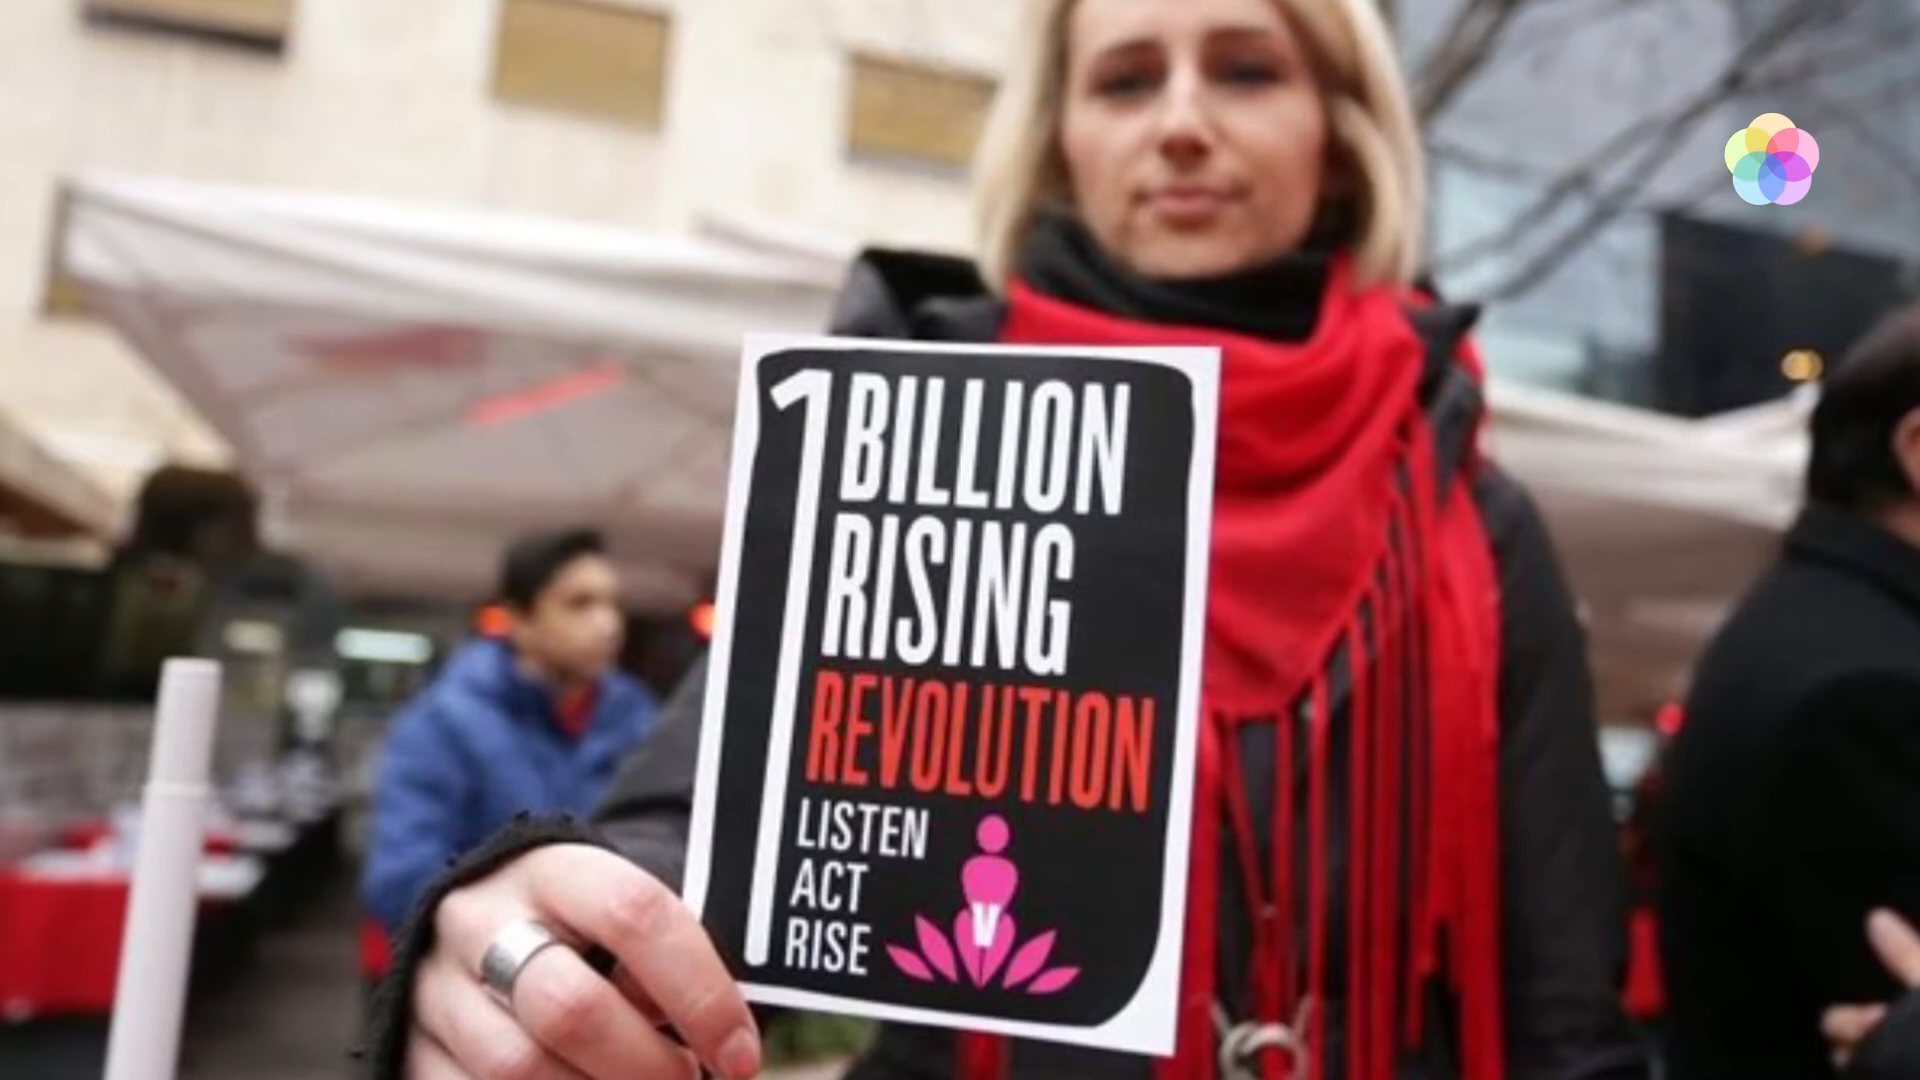 1 BILLION
RISING
REVOLUTION
LISTEN
ACT
RISE
V